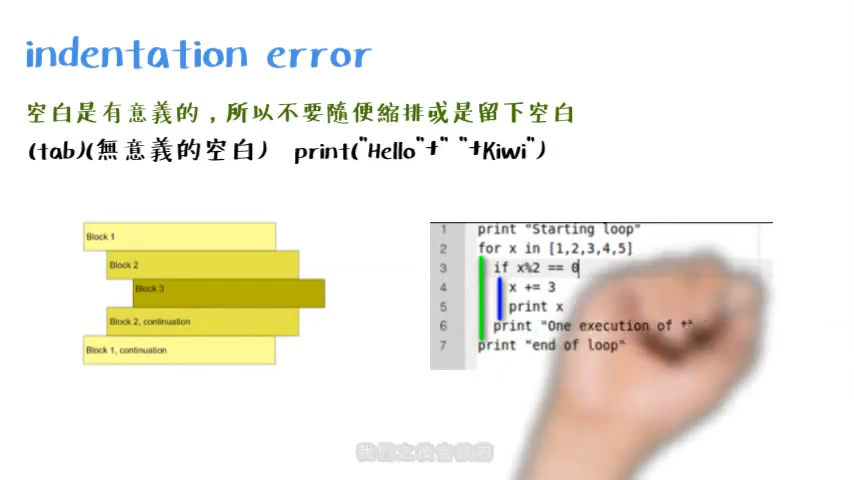 indentation error
空白是有意義的，所以不要隨便縮排或是留下空白
(tab)(無意義的空白) print("Hello"+" "+Kiwi")
Block 1
Block 2
Block 3
Block 2, continuation
Block 1, continuation
1 print "Starting loop"
2 for x in [1,2,3,4,5]
3 if x%2 == 0
4 x += 3
5 print x
6 print "One execution of
7 print "end of loop"